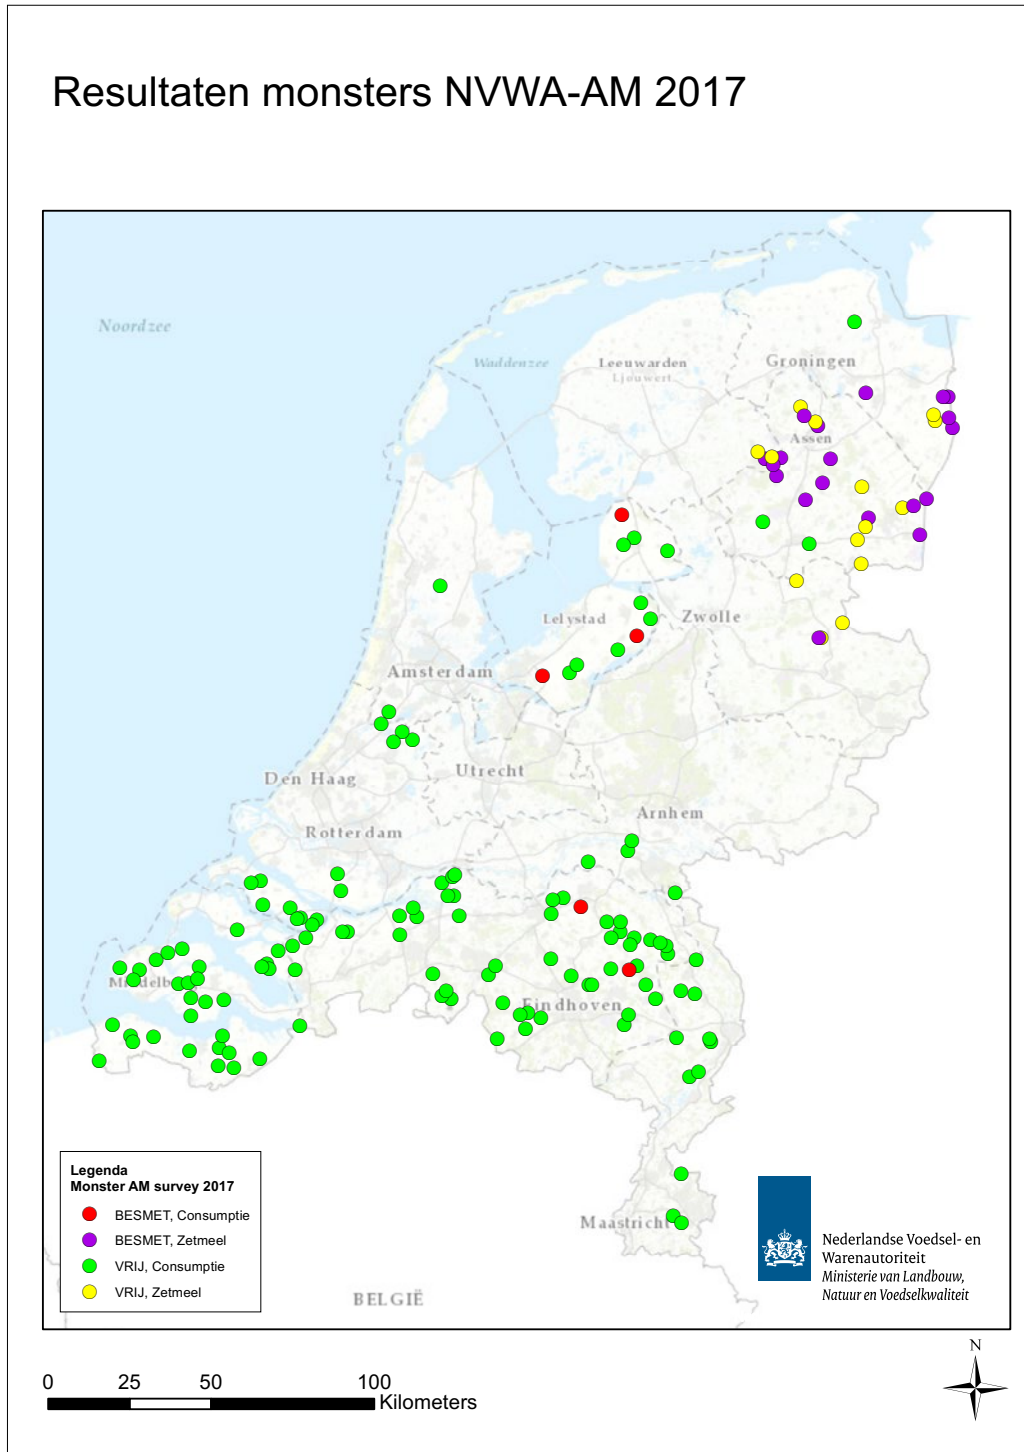 Resultaten monsters NVWA-AM 2017
Noordzee
Waddenzee
Leeuwarden
Ljouwert
Groningen
Assen
Lelystad
Zwolle
Amsterdam
Den Haag
Utrecht
Rotterdam
Arnhem
Eindhoven
Maastricht
BELGIË
Legenda
Monster AM survey 2017
BESMET, Consumptie
BESMET, Zetmeel
VRIJ, Consumptie
VRIJ, Zetmeel
Nederlandse Voedsel- en
Warenautoriteit
Ministerie van Landbouw,
Natuur en Voedselkwaliteit
N
0 25 50 100
Kilometers